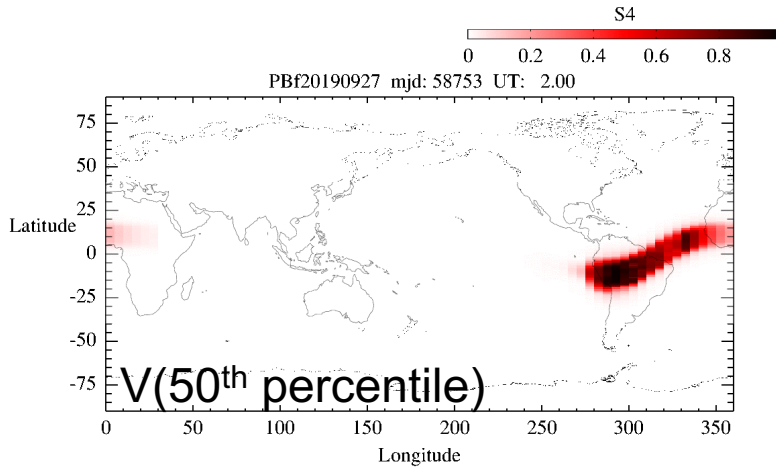 S4
0 0.2 0.4 0.6 0.8
PBf20190927 mjd: 58753 UT: 2.00
75
50
25
Latitude
0
-25
-50
-75
V(50th percentile)
0 50 100 150 200 250 300 350
Longitude